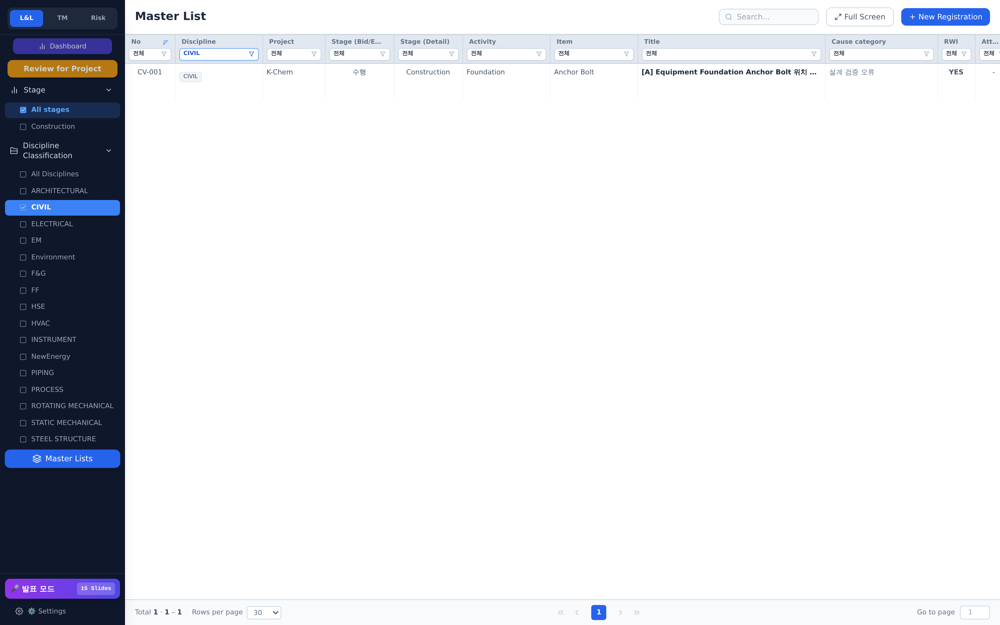 L&L TM Risk
Dashboard
Review for Project
Stage
All stages
Construction
Discipline
Classification
All Disciplines
ARCHITECTURAL
CIVIL
ELECTRICAL
EM
Environment
F&G
FF
HSE
HVAC
INSTRUMENT
NewEnergy
PIPING
PROCESS
ROTATING MECHANICAL
STATIC MECHANICAL
STEEL STRUCTURE
Master Lists
🎤 발표 모드 15 Slides
⚙️ Settings
Master List
Search...
Full Screen
+ New Registration
No Discipline Project Stage (Bid/E... Stage (Detail) Activity Item Title Cause category RWI Att...
전체 CIVIL 전체 전체 전체 전체 전체 전체 전체 전체 전체
CV-001 CIVIL K-Chem 수행 Construction Foundation Anchor Bolt [A] Equipment Foundation Anchor Bolt 위치 ... 설계 검증 오류 YES -
Total 1 · 1 – 1 Rows per page 30 « ‹ 1 › » Go to page 1